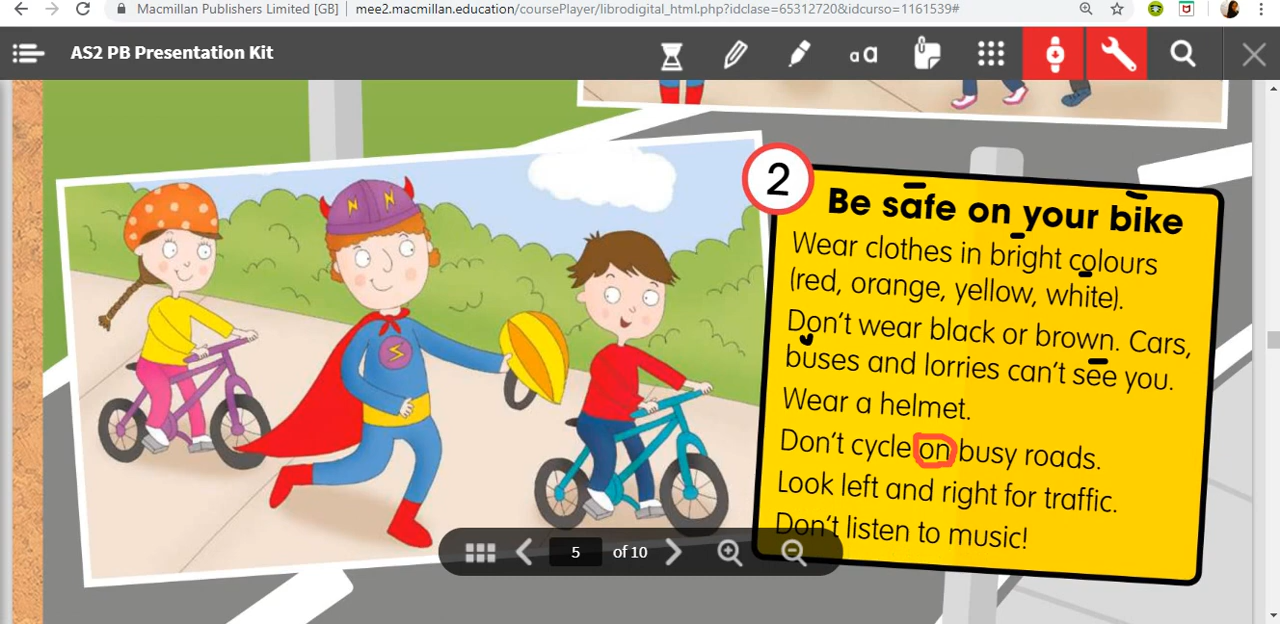 Macmillan Publishers Limited [GB] | mee2.macmillan.education/coursePlayer/librodigital_html.php?idclase=65312720&idcurso=1161539#
AS2 PB Presentation Kit
aa
2
Be safe on your bike
Wear clothes in bright colours
(red, orange, yellow, white).
Don't wear black or brown. Cars,
buses and lorries can't see you.
Wear a helmet.
Don't cycle on busy roads.
Look left and right for traffic.
Don't listen to music!
5 of 10